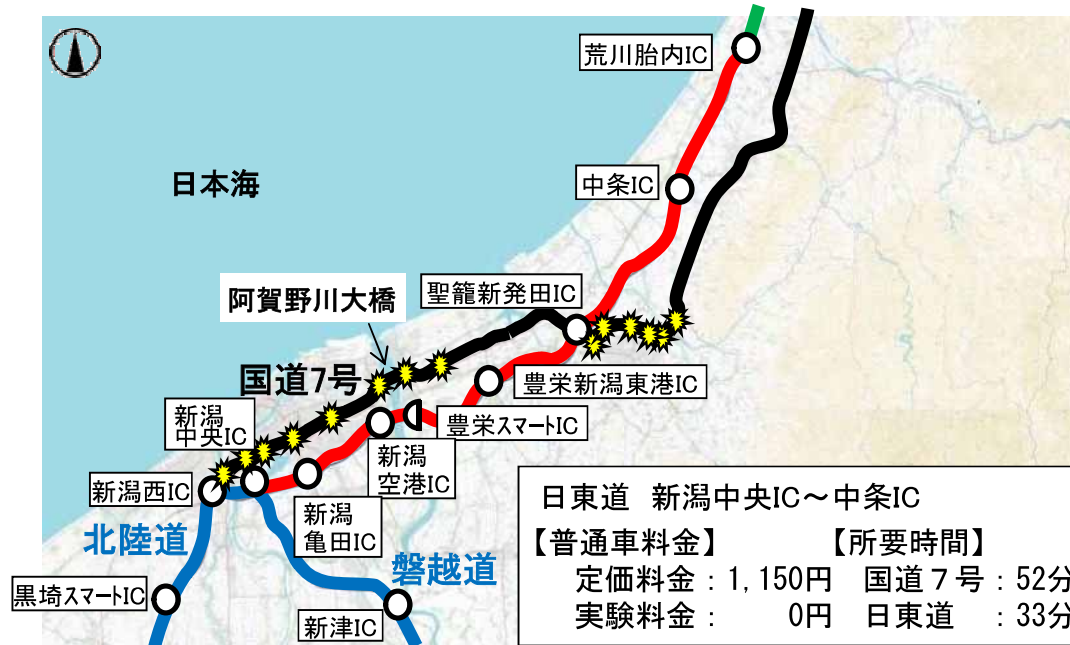 荒川胎内IC
日本海
中条IC
阿賀野川大橋
聖籠新発田IC
国道7号
豊栄新潟東港IC
新潟
中央IC
豊栄スマートIC
新潟
空港IC
新潟西IC
新潟
亀田IC
北陸道
磐越道
黒埼スマートIC
新津IC
日東道 新潟中央IC～中条IC
【普通車料金】 【所要時間】
定価料金：1,150円 国道７号：52分
実験料金： 0円 日東道 ：33分